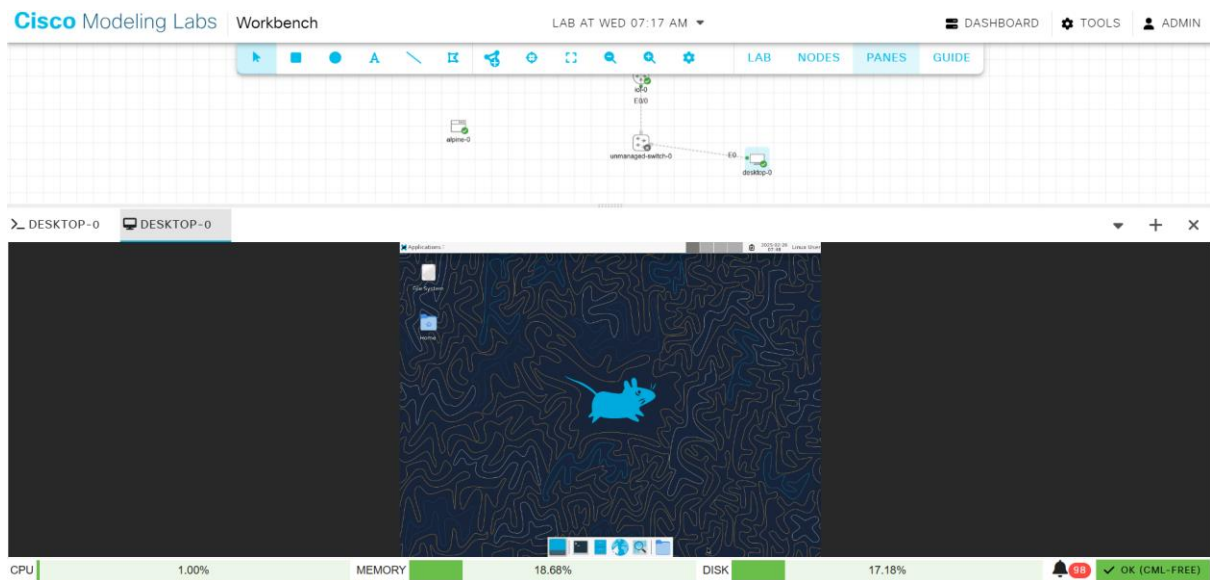 Cisco Modeling Labs Workbench LAB AT WED 07:17 AM DASHBOARD TOOLS ADMIN
A LAB NODES PANES GUIDE
E0/0
alpine-0
unmanaged-switch-0
E0
desktop-0
>_ DESKTOP-0 DESKTOP-0
Applications
Linux User
File System
Home
CPU 1.00% MEMORY 18.68% DISK 17.18% 98 OK (CML-FREE)